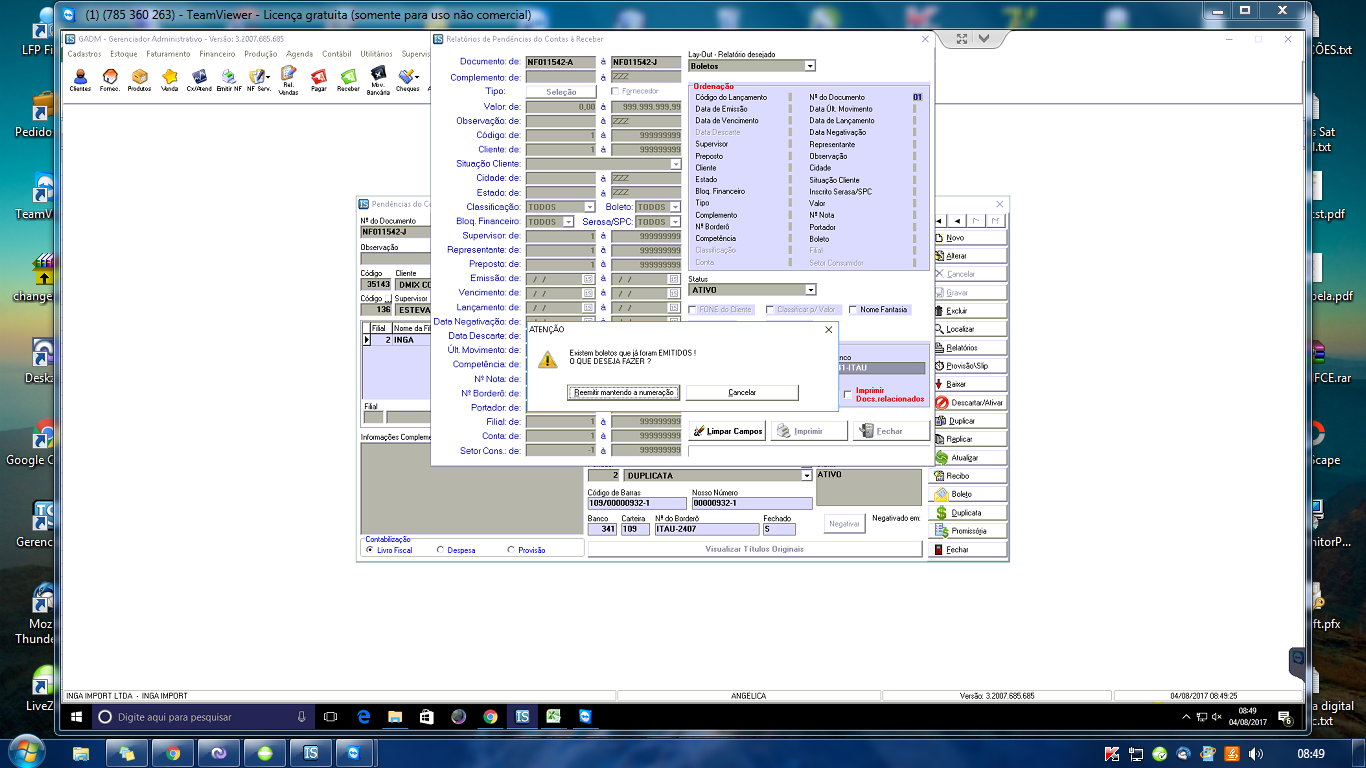 (1) (785 360 263) - TeamViewer - Licença gratuita (somente para uso não comercial)
GADM - Gerenciador Administrativo - Versão: 3.2007.685.685
Cadastros Estoque Faturamento Financeiro Produção Agenda Contábil Utilitários Supervis
Clientes Fornec. Produtos Venda Cx/Atend Emitir NF NF Serv. Rel. Vendas Pagar Receber Mov. Bancária Cheques
Relatórios de Pendências do Contas à Receber
Documento: de: NF011542-A à NF011542-J
Complemento: de: à ZZZ
Tipo: Seleção Fornecedor
Valor: de: 0,00 à 999.999.999,99
Observação: de: à ZZZ
Código: de: 1 à 999999999
Cliente: de: 1 à 999999999
Situação Cliente:
Cidade: de: à ZZZ
Estado: de: à ZZZ
Classificação: TODOS Boleto: TODOS
Bloq. Financeiro: TODOS Serasa/SPC: TODOS
Supervisor: de: 1 à 999999999
Representante: de: 1 à 999999999
Preposto: de: 1 à 999999999
Emissão: de: / / à / /
Vencimento: de: / / à / /
Lançamento: de: / / à / /
Data Negativação: de:
Data Descarte: de:
Últ. Movimento: de:
Competência: de:
Nº Nota: de:
Nº Borderô: de:
Portador: de:
Filial: de: 1 à 999999999
Conta: de: 1 à 999999999
Setor Cons.: de: -1 à 999999999
Lay-Out - Relatório desejado
Boletos
Ordenação
Código do Lançamento Nº do Documento 01
Data de Emissão Data Últ. Movimento
Data de Vencimento Data de Lançamento
Data Descarte Data Negativação
Supervisor Representante
Preposto Observação
Cliente Cidade
Estado Situação Cliente
Bloq. Financeiro Inscrito Serasa/SPC
Tipo Valor
Complemento Nº Nota
Nº Borderô Portador
Competência Boleto
Classificação Filial
Conta Setor Consumidor
Status
ATIVO
FONE do Cliente Classificar p/ Valor Nome Fantasia
nco
1-ITAU
Imprimir
Docs.relacionados
Limpar Campos Imprimir Fechar
ATENÇÃO
Existem boletos que já foram EMITIDOS !
O QUE DESEJA FAZER ?
Reemitir mantendo a numeração Cancelar
Pendências do Co
Nº do Documento
NF011542-J
Observação
Código Cliente
35143 DMIX CO
Código ... Supervisor
136 ESTEVA
Filial Nome da Fil
2 INGA
Filial
Informações Compleme
Contabilização
Livro Fiscal Despesa Provisão
2 DUPLICATA
ATIVO
Código de Barras Nosso Número
109/00000932-1 00000932-1
Banco Carteira Nº do Borderô Fechado
341 109 ITAU-2407 S
Negativar Negativado em:
Visualizar Títulos Originais
Novo
Alterar
Cancelar
Gravar
Excluir
Localizar
Relatórios
Provisão\Slip
Baixar
Descartar/Ativar
Duplicar
Replicar
Atualizar
Recibo
Boleto
Duplicata
Promissória
Fechar
INGA IMPORT LTDA - INGA IMPORT ANGELICA Versão: 3.2007.685.685 04/08/2017 08:49:25
Digite aqui para pesquisar
08:49
04/08/2017
6
LFP Fi
Pedido
TeamV
change
Deska
Google C
Gerenc
Moz
Thunde
LiveZ
ÇÕES.txt
s Sat
l.txt
st.pdf
bela.pdf
FCE.rar
Scape
nitorP...
t.pfx
a digital
c.txt
08:49